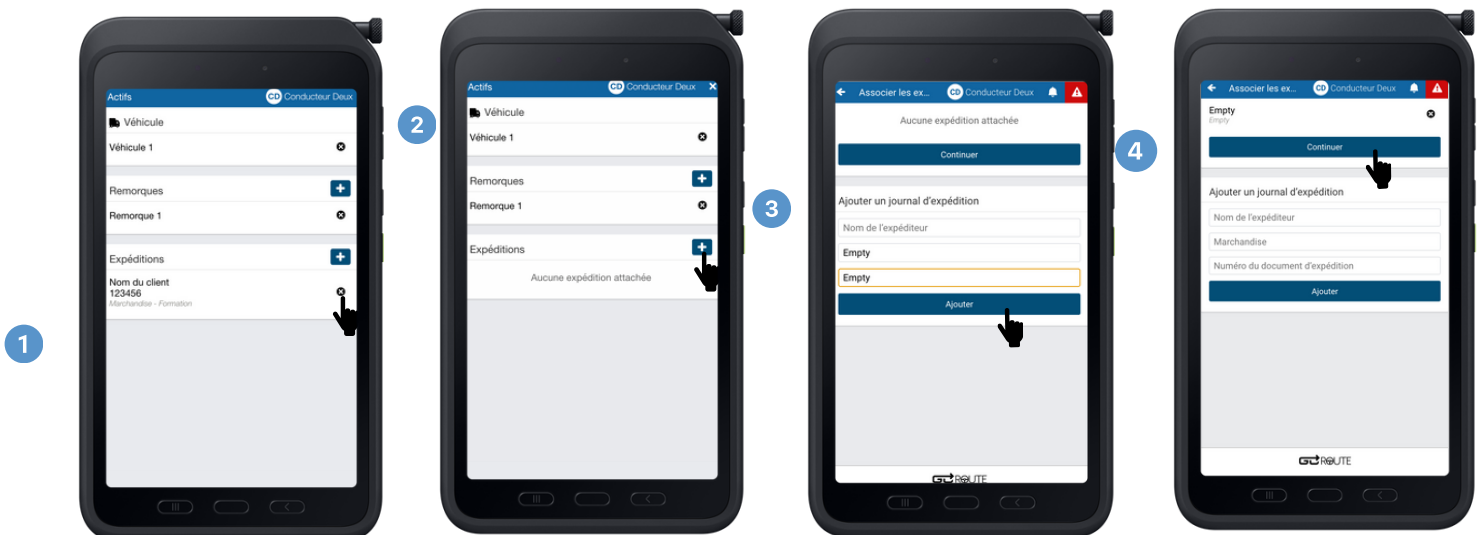 1
Actifs CD Conducteur Deux
Véhicule
Véhicule 1
Remorques
Remorque 1
Expéditions
Nom du client
123456
Marchandise - Formation
2
Actifs CD Conducteur Deux
Véhicule
Véhicule 1
Remorques
Remorque 1
Expéditions
Aucune expédition attachée
3
Associer les ex... CD Conducteur Deux
Aucune expédition attachée
Continuer
Ajouter un journal d'expédition
Nom de l'expéditeur
Empty
Empty
Ajouter
GO ROUTE
4
Associer les ex... CD Conducteur Deux
Empty
Empty
Continuer
Ajouter un journal d'expédition
Nom de l'expéditeur
Marchandise
Numéro du document d'expédition
Ajouter
GO ROUTE